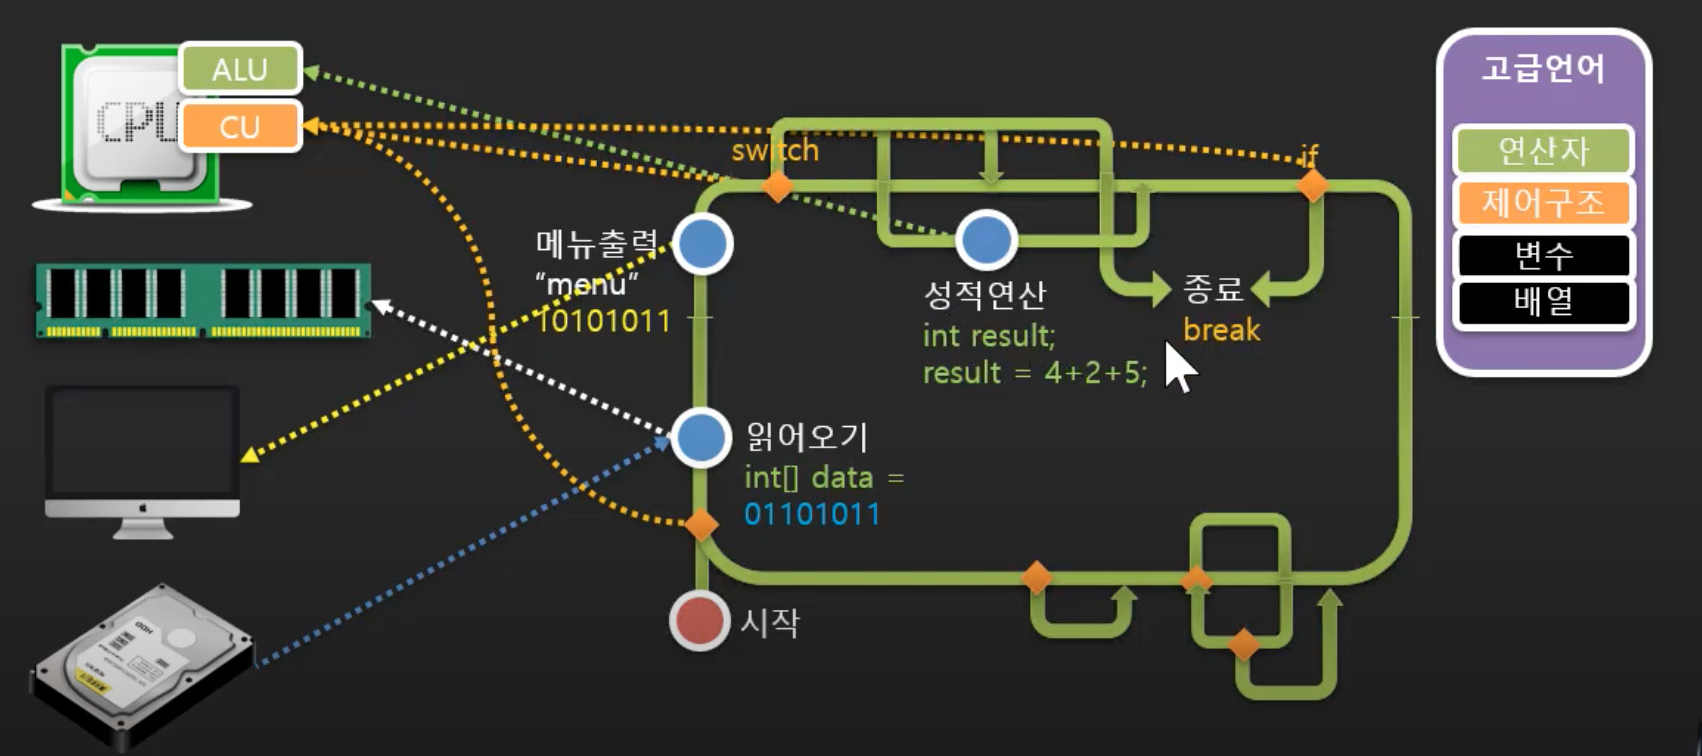 ALU
CPU
CU
switch
if
메뉴출력
“menu”
10101011
성적연산
int result;
result = 4+2+5;
종료
break
읽어오기
int[] data =
01101011
시작
HDD
고급언어
연산자
제어구조
변수
배열